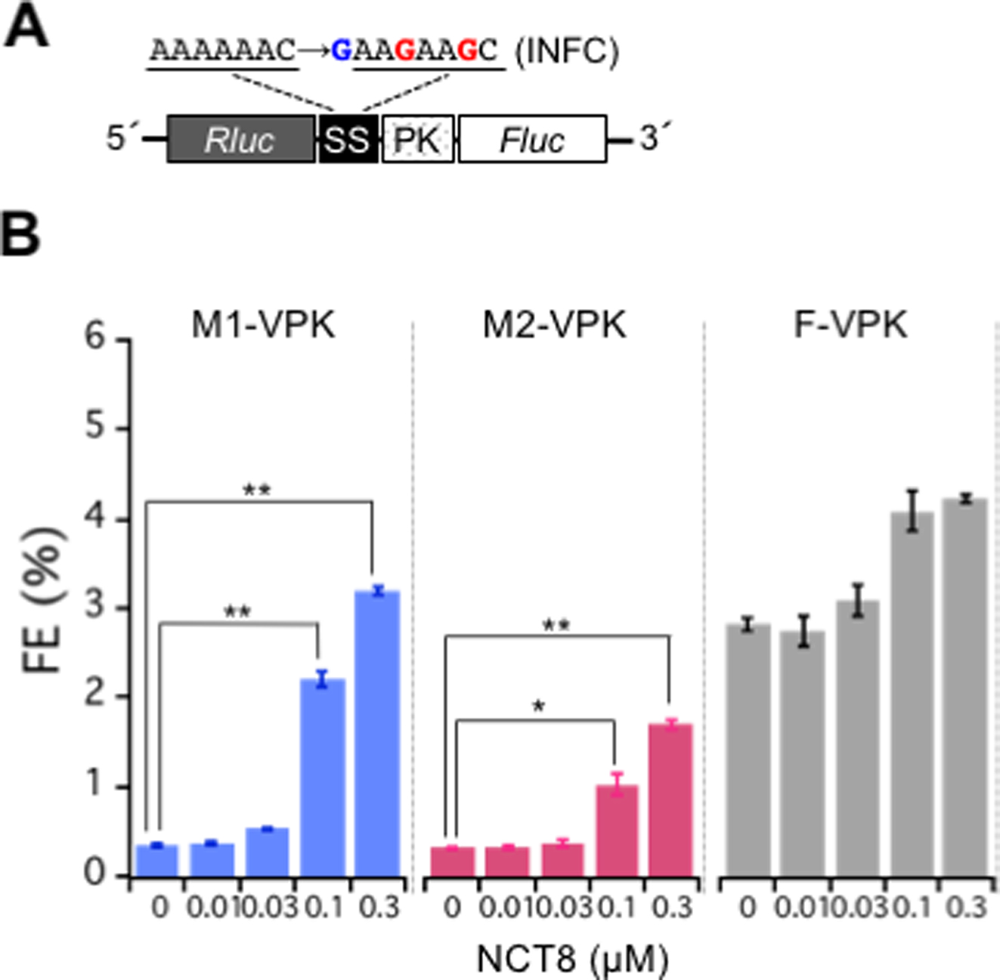 A
AAAAAAC→GAAGAAGC (INFC)
5´ Rluc SS PK Fluc 3´
B
M1-VPK M2-VPK F-VPK
6
5
4
3
2
1
0
FE (%)
**
**
**
*
0 0.01 0.03 0.1 0.3 0 0.01 0.03 0.1 0.3 0 0.01 0.03 0.1 0.3
NCT8 (µM)